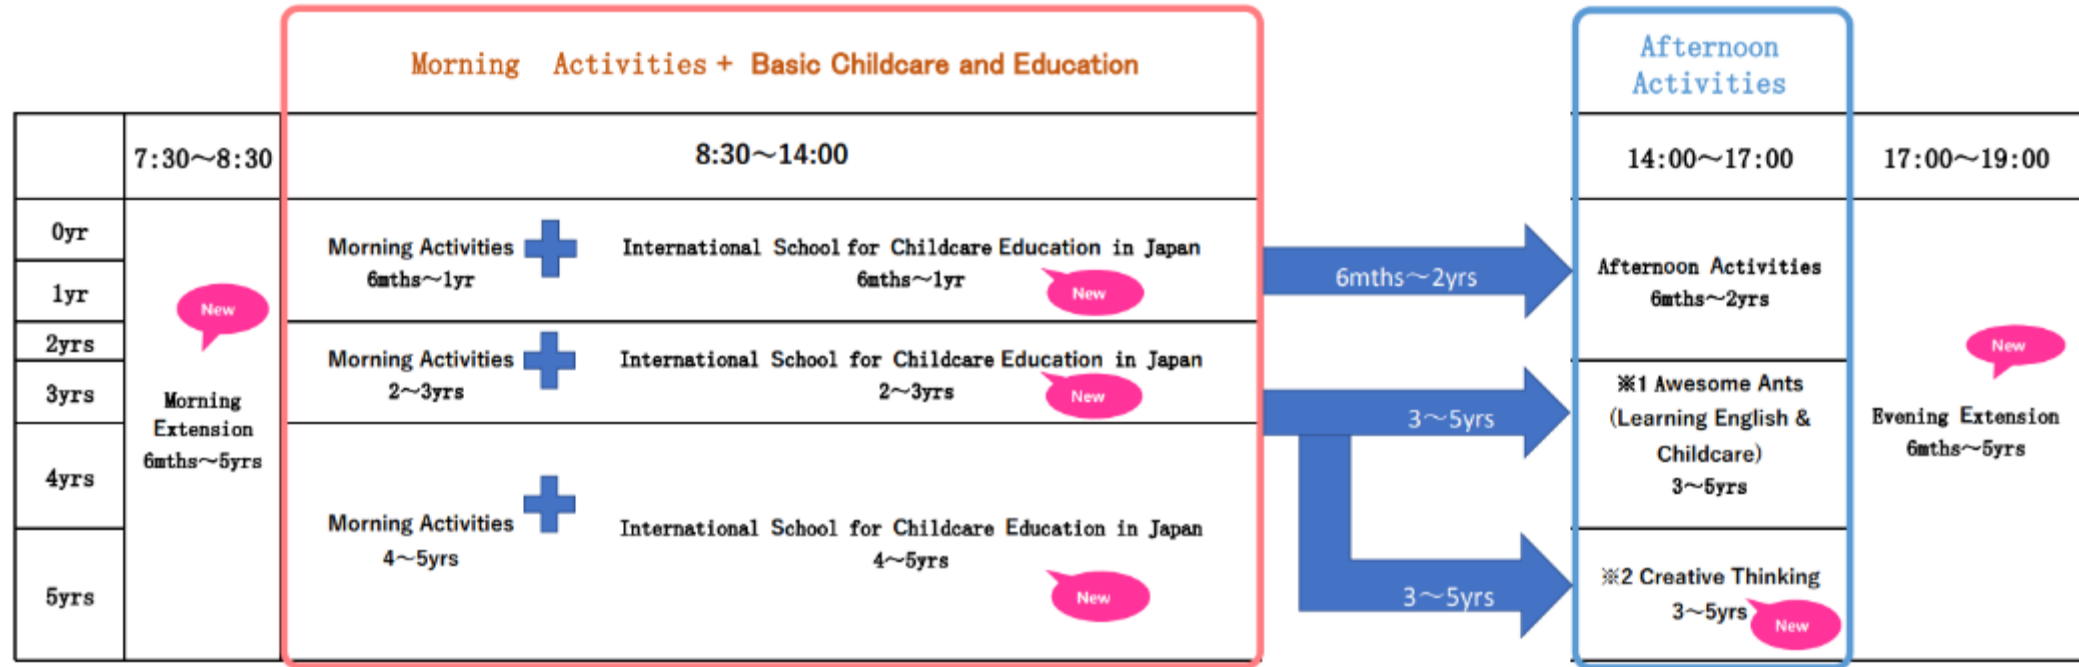 Morning Activities + Basic Childcare and Education
Afternoon
Activities
7:30～8:30
8:30～14:00
14:00～17:00
17:00～19:00
0yr
1yr
2yrs
3yrs
4yrs
5yrs
New
Morning
Extension
6mths～5yrs
Morning Activities
6mths～1yr
International School for Childcare Education in Japan
6mths～1yr
New
Morning Activities
2～3yrs
International School for Childcare Education in Japan
2～3yrs
New
Morning Activities
4～5yrs
International School for Childcare Education in Japan
4～5yrs
New
6mths～2yrs
3～5yrs
3～5yrs
Afternoon Activities
6mths～2yrs
※1 Awesome Ants
(Learning English &
Childcare)
3～5yrs
※2 Creative Thinking
3～5yrs
New
New
Evening Extension
6mths～5yrs